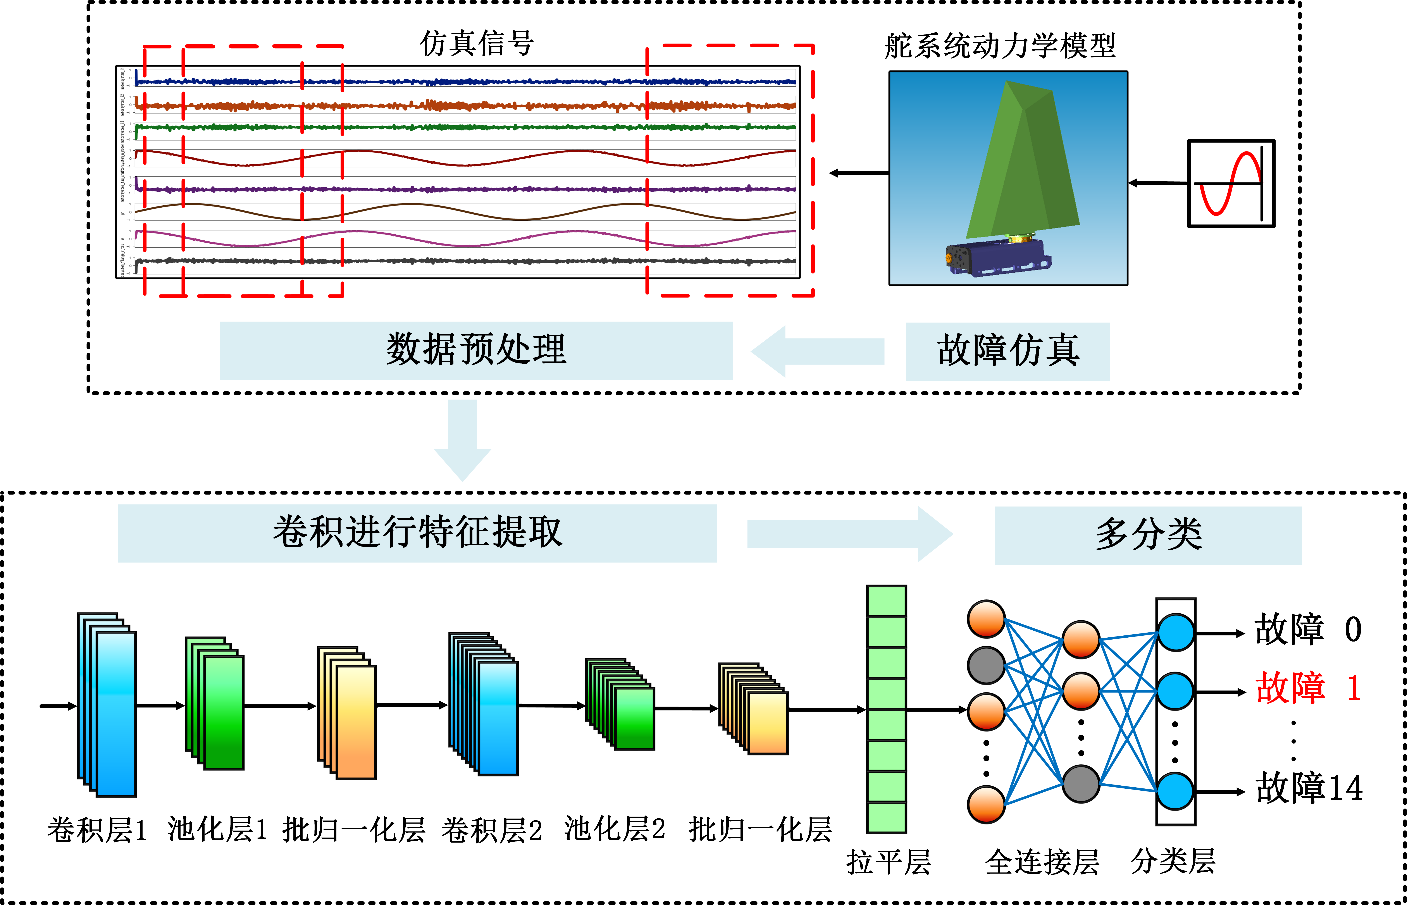 仿真信号
舵系统动力学模型
数据预处理
故障仿真
卷积进行特征提取
多分类
故障 0
故障 1
故障14
卷积层1
池化层1
批归一化层
卷积层2
池化层2
批归一化层
拉平层
全连接层
分类层